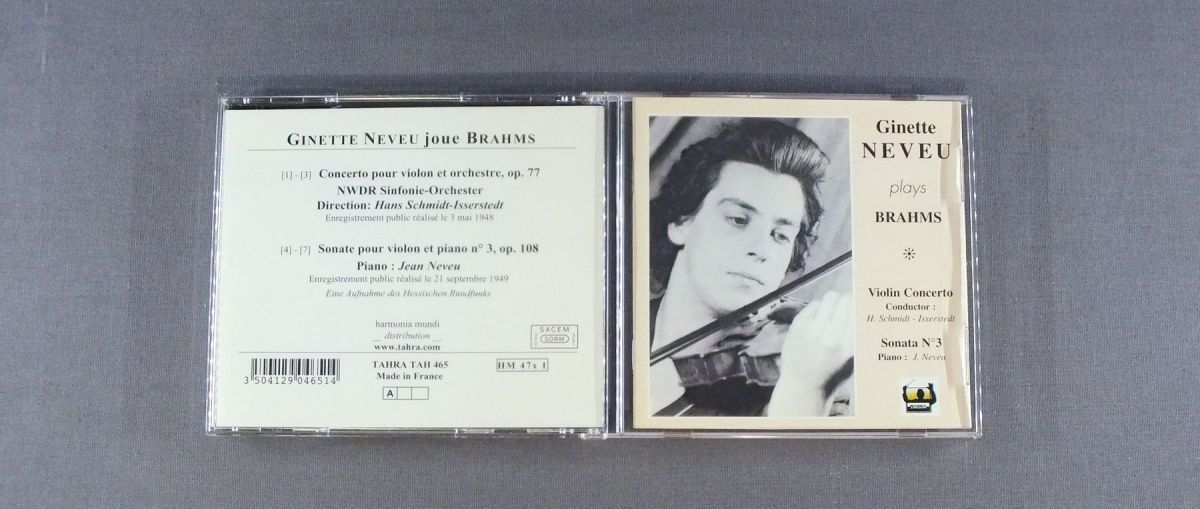 GINETTE NEVEU joue BRAHMS
[1] - [3] Concerto pour violon et orchestre, op. 77
NWDR Sinfonie-Orchester
Direction: Hans Schmidt-Isserstedt
Enregistrement public réalisé le 3 mai 1948
[4] - [7] Sonate pour violon et piano n° 3, op. 108
Piano : Jean Neveu
Enregistrement public réalisé le 21 septembre 1949
Eine Aufnahme des Hessischen Rundfunks
harmonia mundi
distribution
www.tahra.com
SACEM
SDRM
3 504129 046514
TAHRA TAH 465
Made in France
HM 47x 1
A
Ginette
NEVEU
plays
BRAHMS
Violin Concerto
Conductor :
H. Schmidt - Isserstedt
Sonata N°3
Piano : J. Neveu